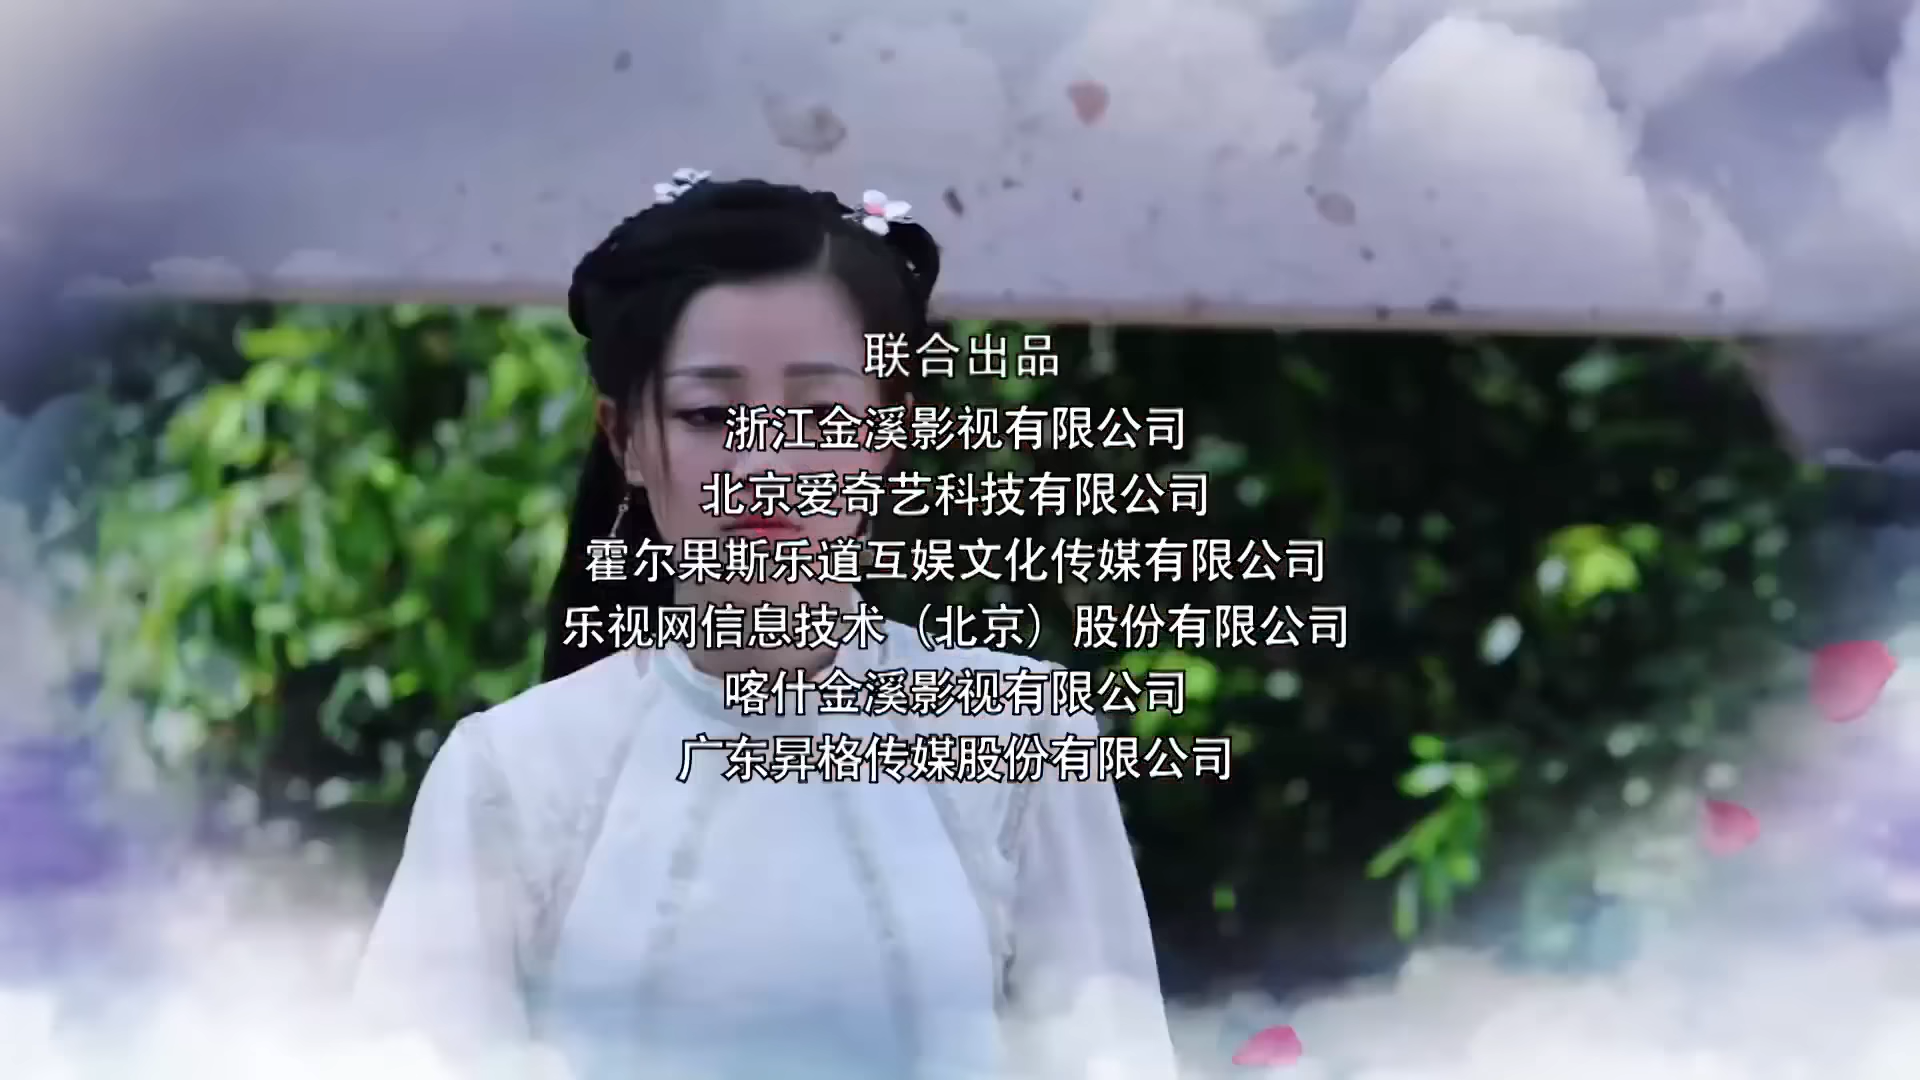 联合出品
浙江金溪影视有限公司
北京爱奇艺科技有限公司
霍尔果斯乐道互娱文化传媒有限公司
乐视网信息技术（北京）股份有限公司
喀什金溪影视有限公司
广东昇格传媒股份有限公司